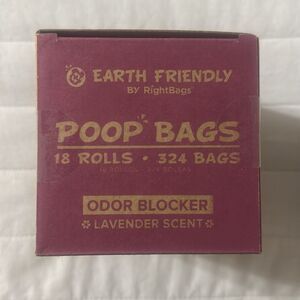 EARTH FRIENDLY
BY RightBags
POOP BAGS
18 ROLLS • 324 BAGS
ODOR BLOCKER
LAVENDER SCENT